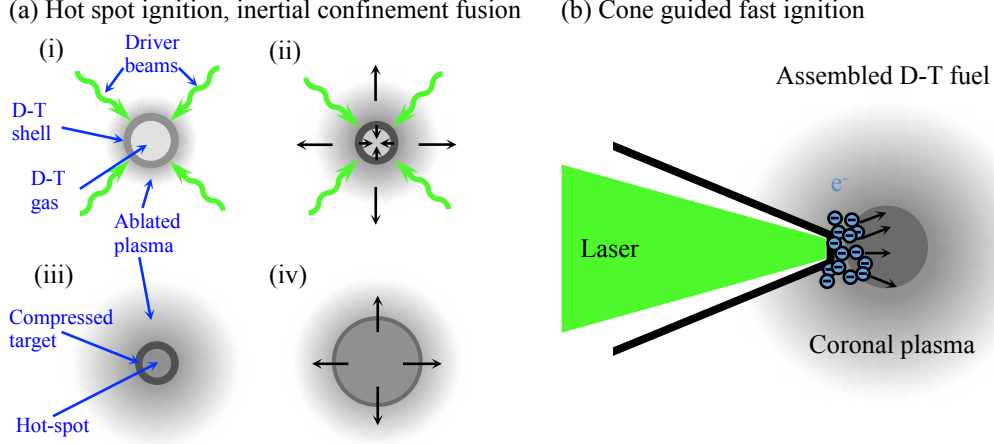 (a) Hot spot ignition, inertial confinement fusion
(i)
Driver
beams
(ii)
D-T
shell
D-T
gas
Ablated
plasma
(iii)
(iv)
Compressed
target
Hot-spot
(b) Cone guided fast ignition
Assembled D-T fuel
e-
Laser
Coronal plasma